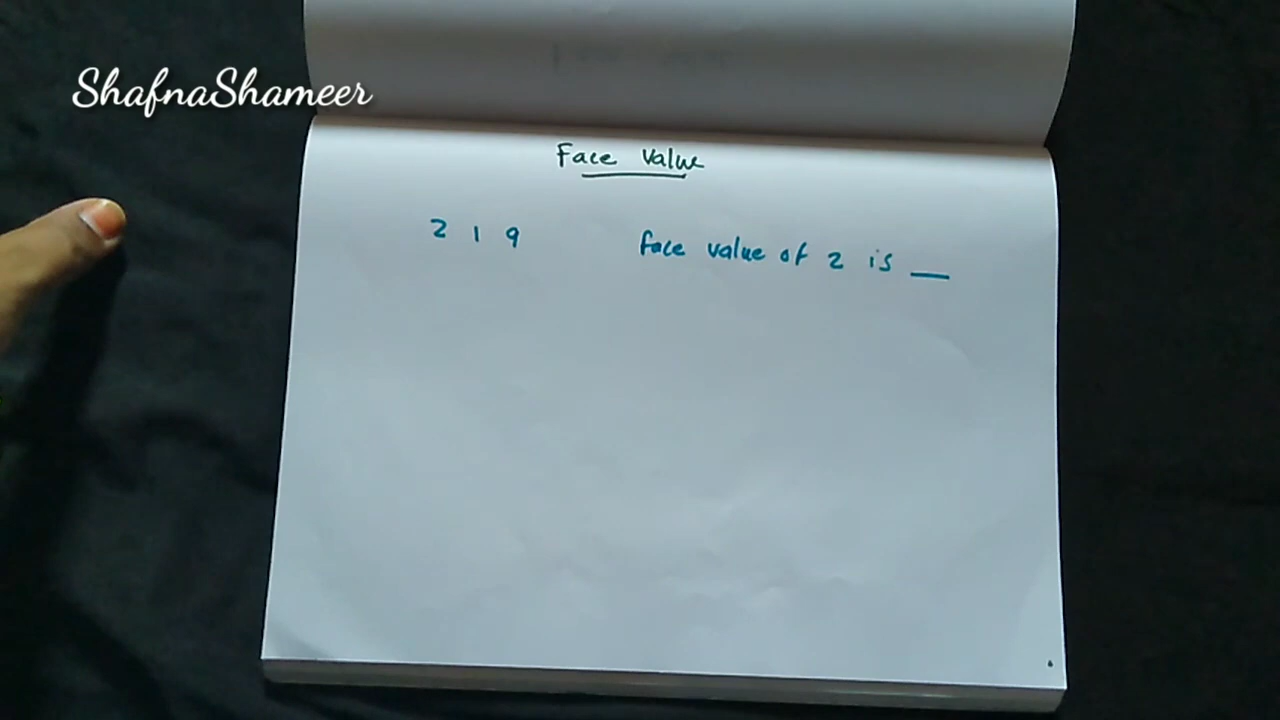 ShafnaShameer
Face Value
2 1 9
face value of 2 is __